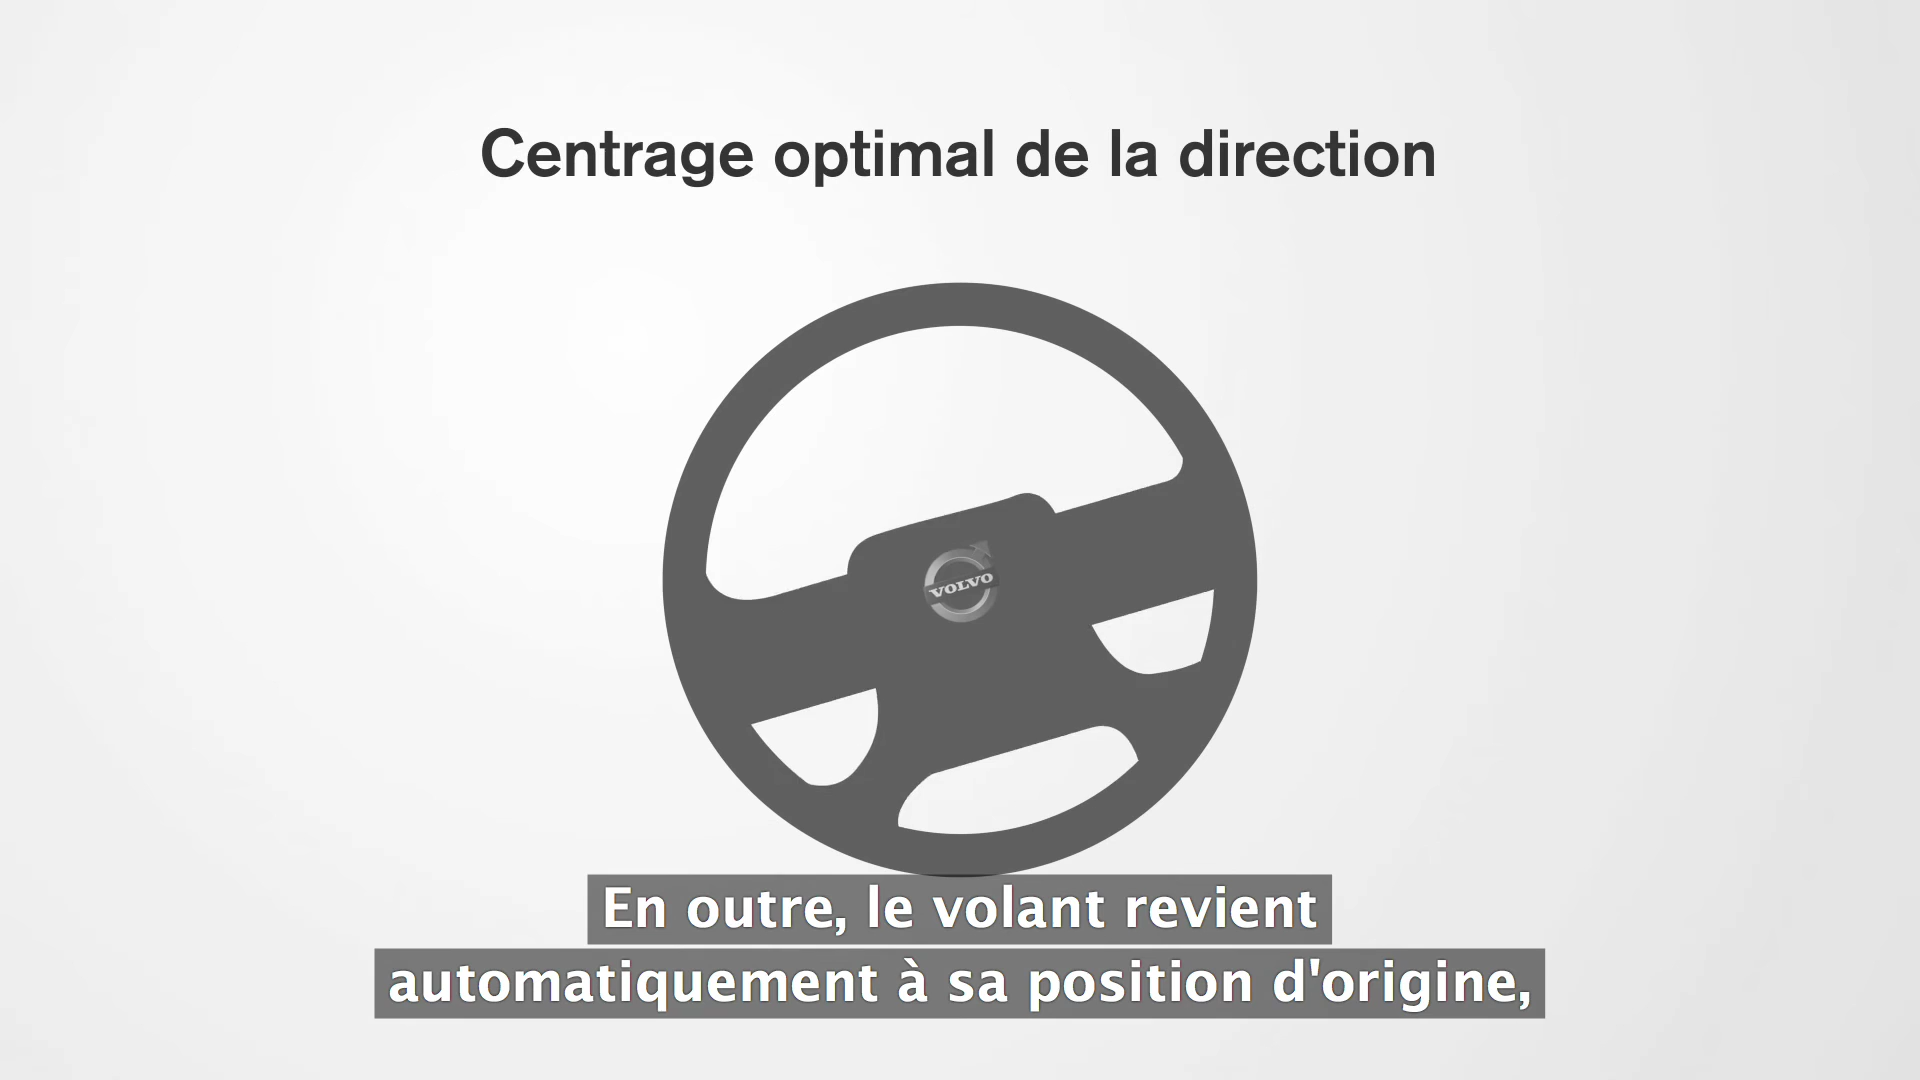 Centrage optimal de la direction
VOLVO
En outre, le volant revient
automatiquement à sa position d'origine,